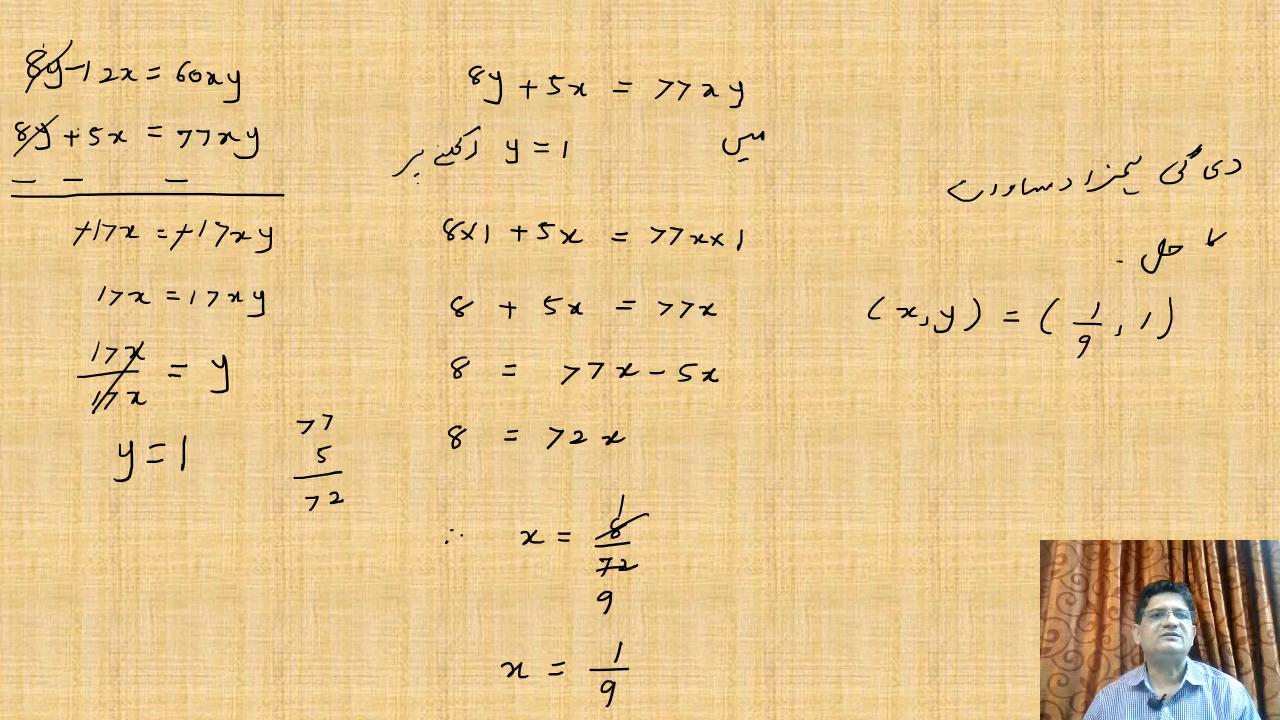 8y - 12x = 60xy
8y + 5x = 77xy
− − −
-17x = -17xy
17x = 17xy
17x/17x = y
y = 1
77
5
72
8y + 5x = 77xy
میں y = 1 رکھنے پر
8×1 + 5x = 77x×1
8 + 5x = 77x
8 = 77x - 5x
8 = 72x
∴ x = 8/72
1
9
x = 1/9
دی گی ہمزاد مساوات
کا حل .
(x, y) = (1/9, 1)